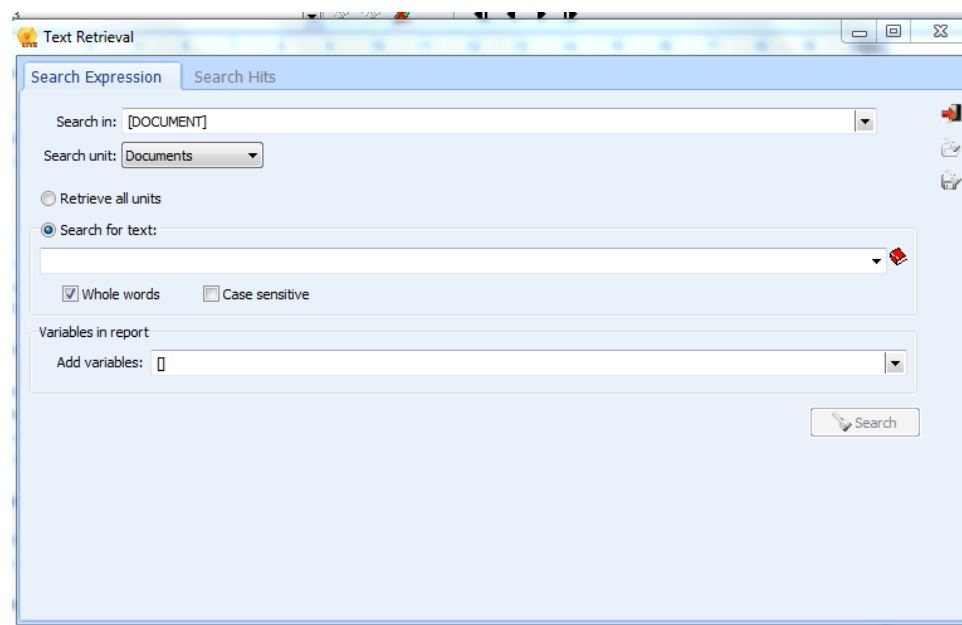 Text Retrieval
Search Expression Search Hits
Search in: [DOCUMENT]
Search unit: Documents
Retrieve all units
Search for text:
Whole words Case sensitive
Variables in report
Add variables: []
Search